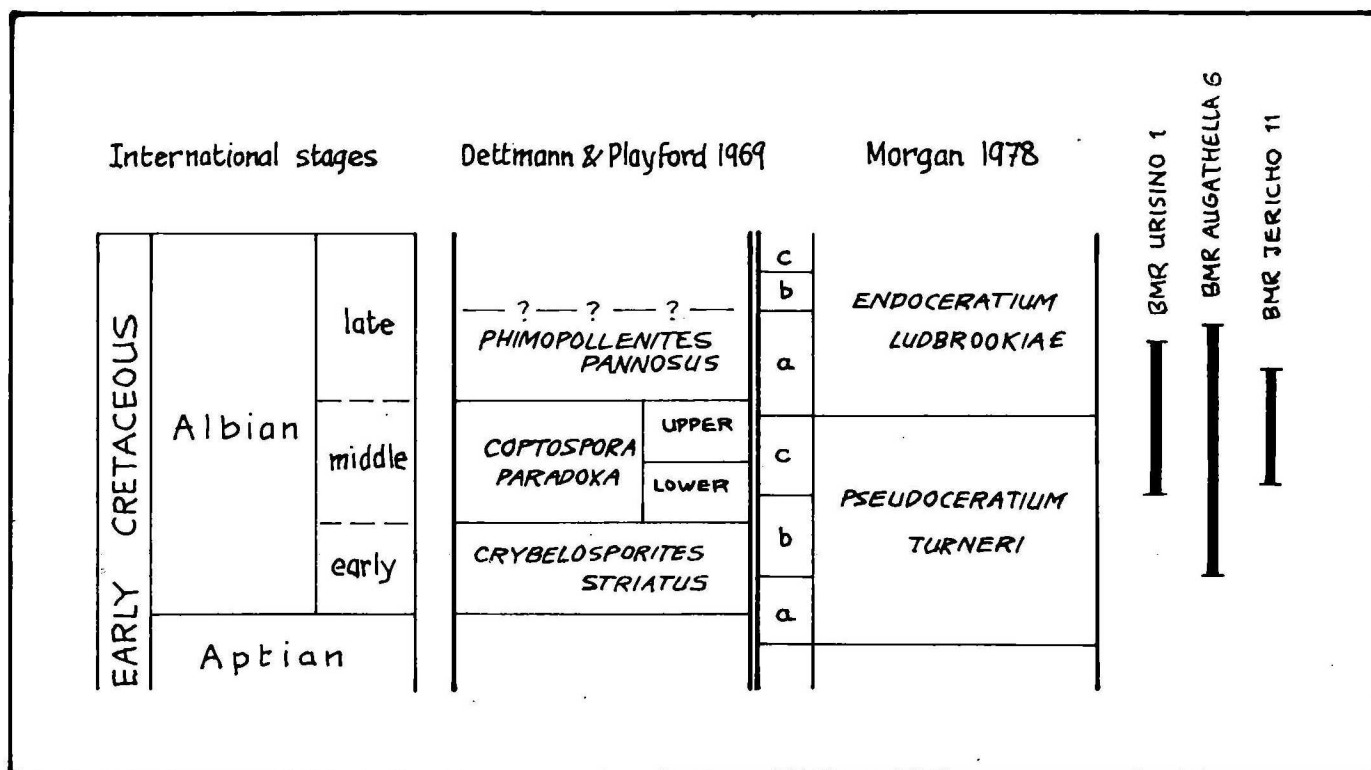 International stages
Dettmann & Playford 1969
Morgan 1978
BMR URISINO 1
BMR AUGATHELLA 6
BMR JERICHO 11
EARLY CRETACEOUS
Albian
late
middle
early
Aptian
— ? — ? — ? —
PHIMOPOLLENITES
PANNOSUS
COPTOSPORA
PARADOXA
UPPER
LOWER
CRYBELOSPORITES
STRIATUS
c
b
a
c
b
a
ENDOCERATIUM
LUDBROOKIAE
PSEUDOCERATIUM
TURNERI